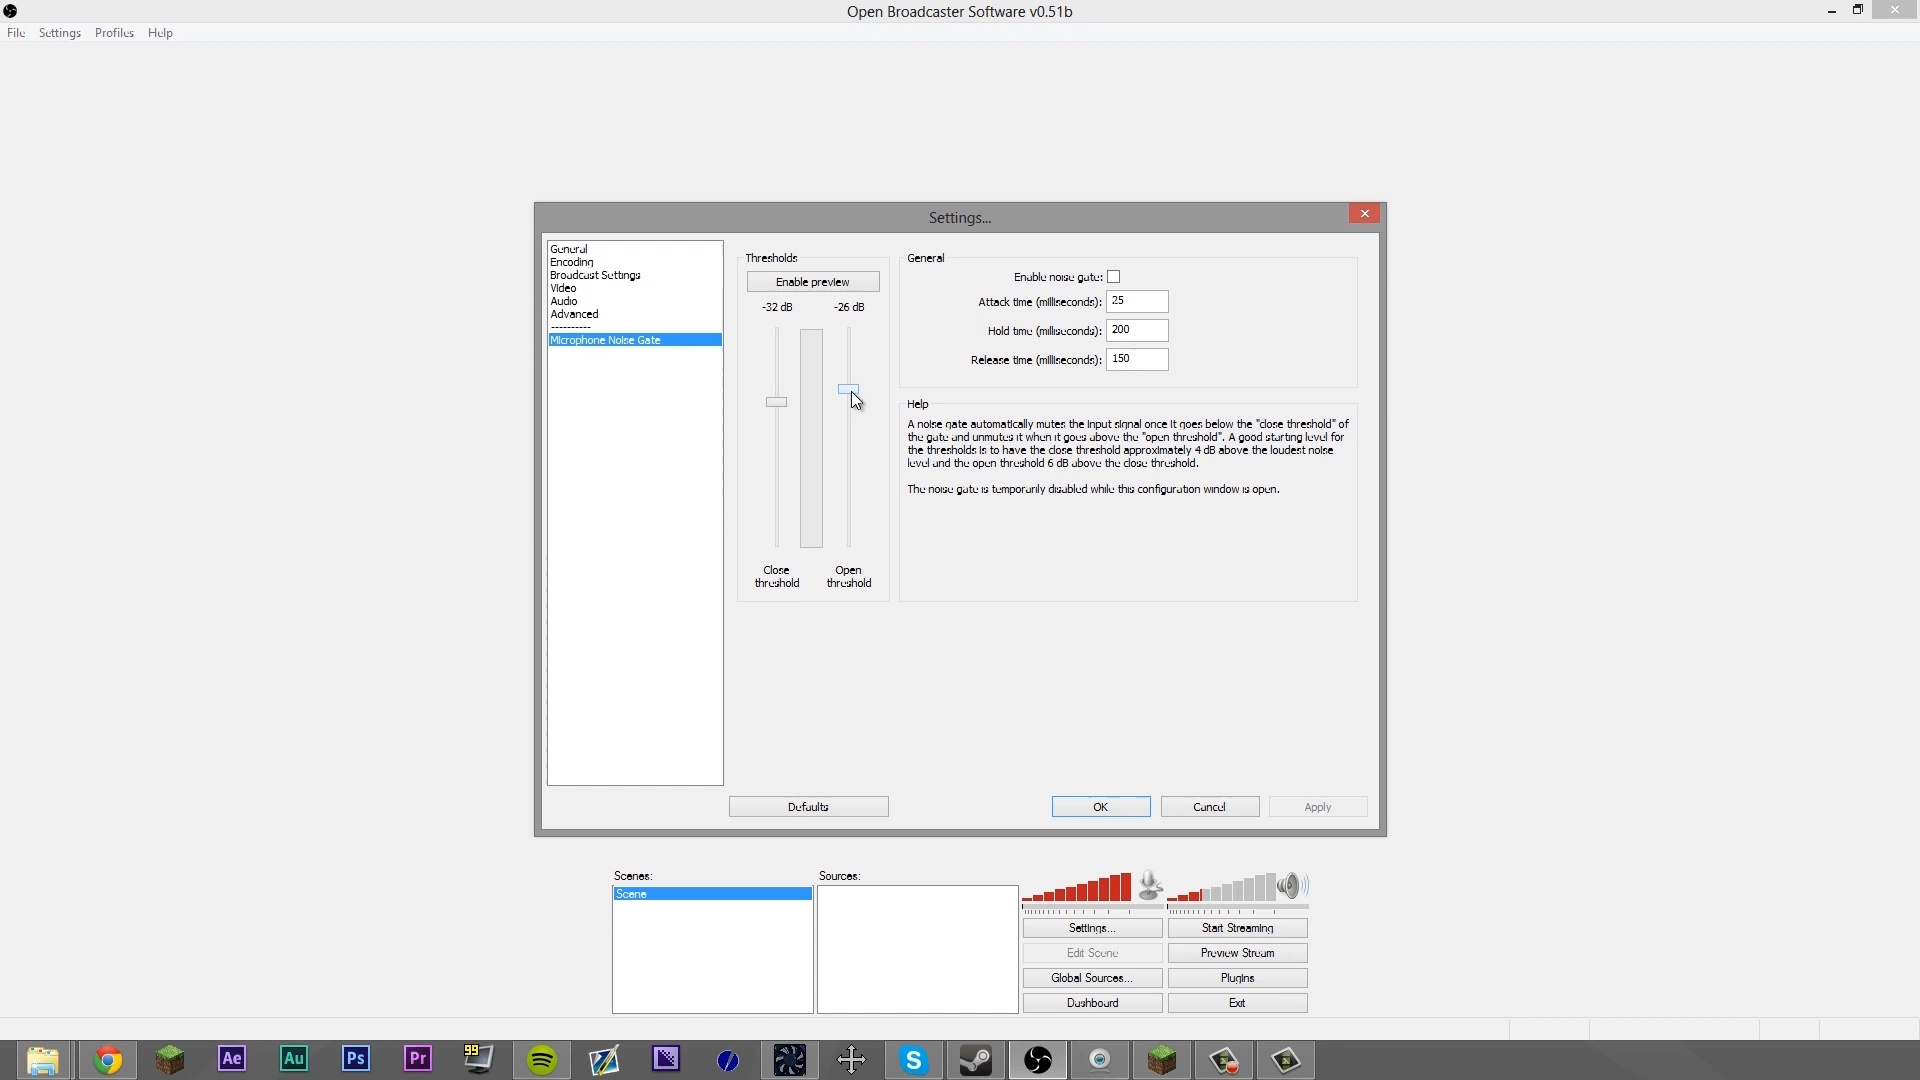 Open Broadcaster Software v0.51b
File Settings Profiles Help
Settings...
General
Encoding
Broadcast Settings
Video
Audio
Advanced
----------
Microphone Noise Gate
Thresholds
Enable preview
-32 dB -26 dB
Close threshold
Open threshold
General
Enable noise gate:
Attack time (milliseconds): 25
Hold time (milliseconds): 200
Release time (milliseconds): 150
Help
A noise gate automatically mutes the input signal once it goes below the "close threshold" of
the gate and unmutes it when it goes above the "open threshold". A good starting level for
the thresholds is to have the close threshold approximately 4 dB above the loudest noise
level and the open threshold 6 dB above the close threshold.
The noise gate is temporarily disabled while this configuration window is open.
Defaults OK Cancel Apply
Scenes: Sources:
Scene
Settings... Start Streaming
Edit Scene Preview Stream
Global Sources... Plugins
Dashboard Exit
Ae Au Ps Pr 99 S